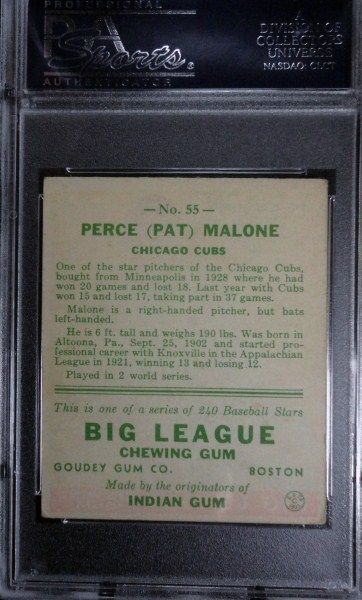 PROFESSIONAL
PSA
Sports®
AUTHENTICATOR
A
DIVISION OF
COLLECTORS
UNIVERSE
NASDAQ: CLCT
—No. 55—
PERCE (PAT) MALONE
CHICAGO CUBS
One of the star pitchers of the Chicago Cubs,
bought from Minneapolis in 1928 where he had
won 20 games and lost 18. Last year with Cubs
won 15 and lost 17, taking part in 37 games.
Malone is a right-handed pitcher, but bats
left-handed.
He is 6 ft. tall and weighs 190 lbs. Was born in
Altoona, Pa., Sept. 25, 1902 and started pro-
fessional career with Knoxville in the Appalachian
League in 1921, winning 13 and losing 12.
Played in 2 world series.
This is one of a series of 240 Baseball Stars
BIG LEAGUE
CHEWING GUM
GOUDEY GUM CO. BOSTON
Made by the originators of
INDIAN GUM